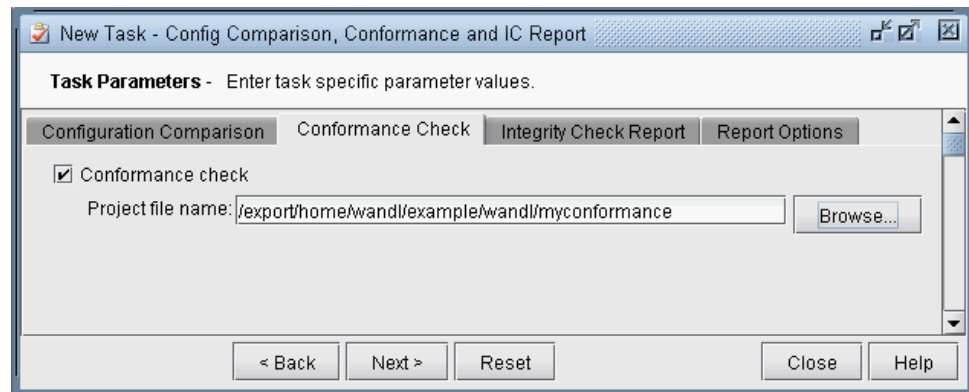 New Task - Config Comparison, Conformance and IC Report
Task Parameters - Enter task specific parameter values.
Configuration Comparison Conformance Check Integrity Check Report Report Options
Conformance check
Project file name: /export/home/wandl/example/wandl/myconformance Browse...
< Back Next > Reset Close Help